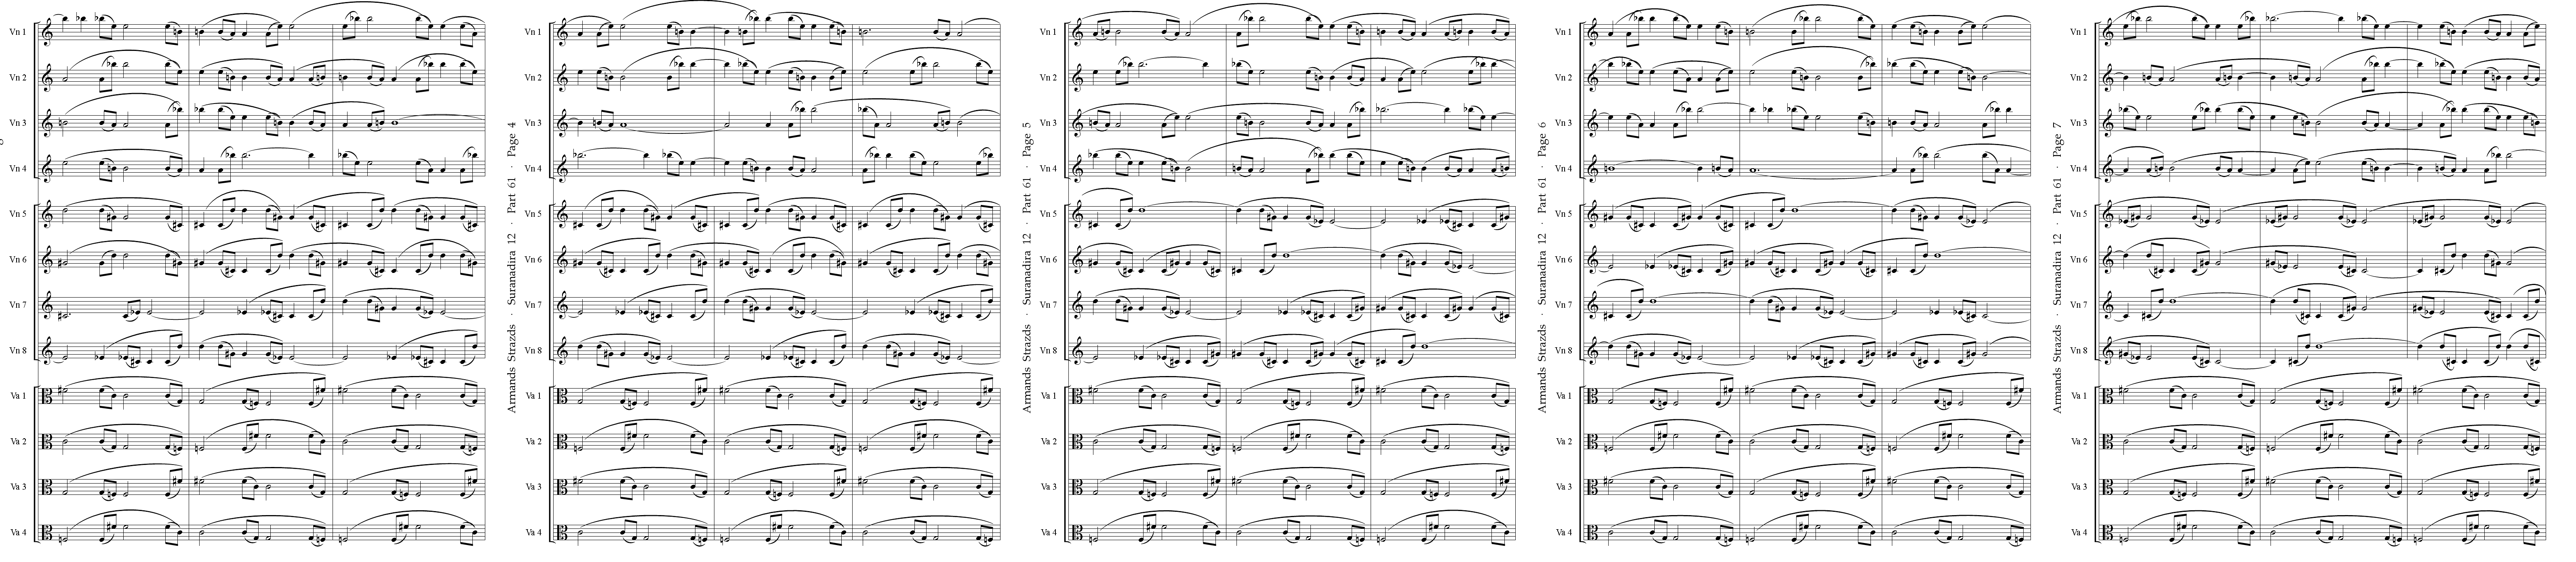 Vn 1
Vn 2
Vn 3
Vn 4
Vn 5
Vn 6
Vn 7
Vn 8
Va 1
Va 2
Va 3
Va 4
Armands Strazds · Suranadira 12 · Part 61 · Page 4
Vn 1
Vn 2
Vn 3
Vn 4
Vn 5
Vn 6
Vn 7
Vn 8
Va 1
Va 2
Va 3
Va 4
Armands Strazds · Suranadira 12 · Part 61 · Page 5
Vn 1
Vn 2
Vn 3
Vn 4
Vn 5
Vn 6
Vn 7
Vn 8
Va 1
Va 2
Va 3
Va 4
Armands Strazds · Suranadira 12 · Part 61 · Page 6
Vn 1
Vn 2
Vn 3
Vn 4
Vn 5
Vn 6
Vn 7
Vn 8
Va 1
Va 2
Va 3
Va 4
Armands Strazds · Suranadira 12 · Part 61 · Page 7
Vn 1
Vn 2
Vn 3
Vn 4
Vn 5
Vn 6
Vn 7
Vn 8
Va 1
Va 2
Va 3
Va 4